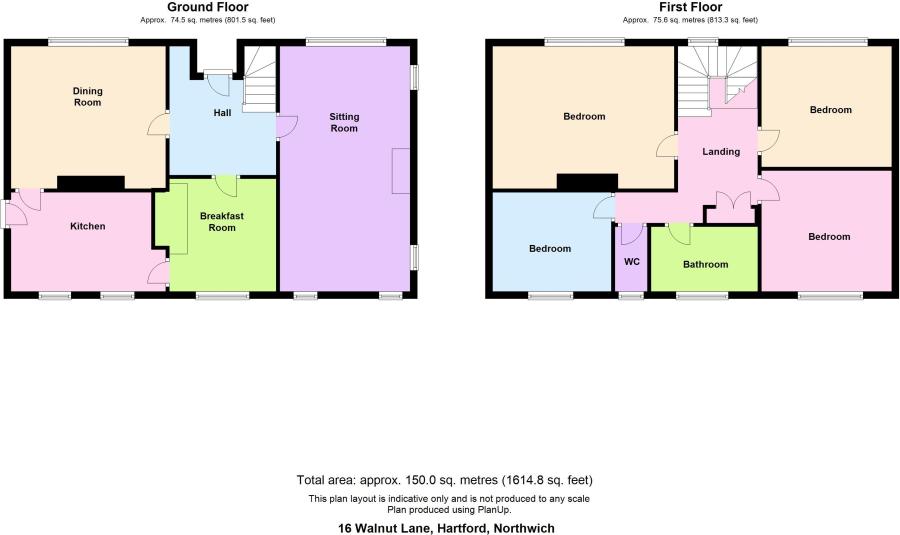 Ground Floor
Approx. 74.5 sq. metres (801.5 sq. feet)
Dining
Room
Hall
Sitting
Room
Kitchen
Breakfast
Room
First Floor
Approx. 75.6 sq. metres (813.3 sq. feet)
Bedroom
Bedroom
Landing
Bedroom
WC
Bathroom
Bedroom
Total area: approx. 150.0 sq. metres (1614.8 sq. feet)
This plan layout is indicative only and is not produced to any scale
Plan produced using PlanUp.
16 Walnut Lane, Hartford, Northwich